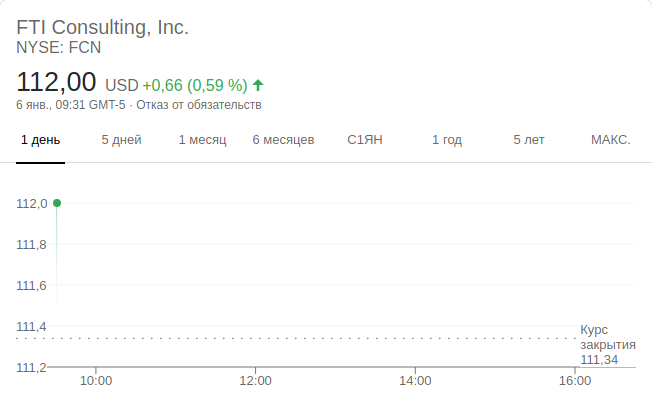 FTI Consulting, Inc.
NYSE: FCN
112,00 USD +0,66 (0,59 %)
6 янв., 09:31 GMT-5 · Отказ от обязательств
1 день 5 дней 1 месяц 6 месяцев С1ЯН 1 год 5 лет МАКС.
112,0
111,8
111,6
111,4
111,2
Курс
закрытия
111,34
10:00 12:00 14:00 16:00